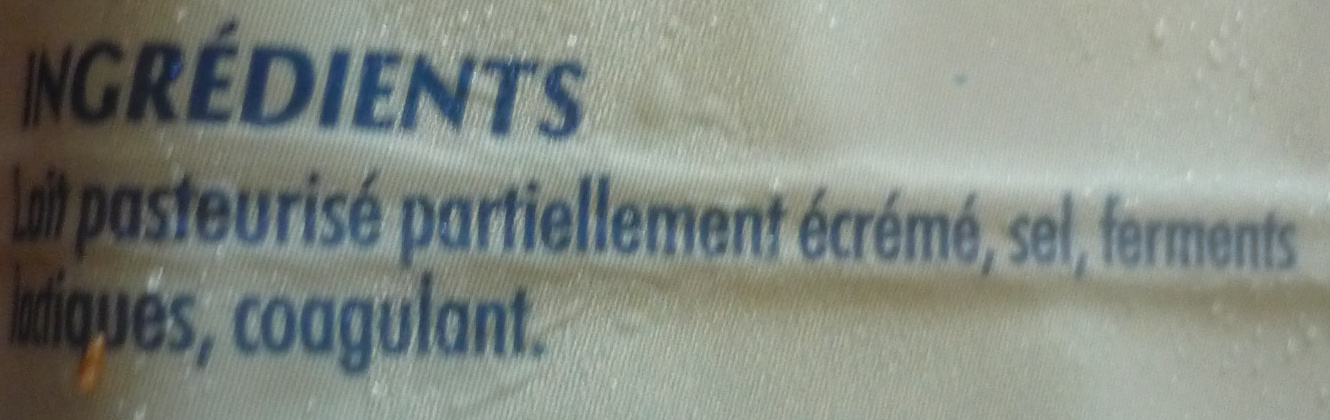 INGRÉDIENTS
Lait pasteurisé partiellement écrémé, sel, ferments
lactiques, coagulant.